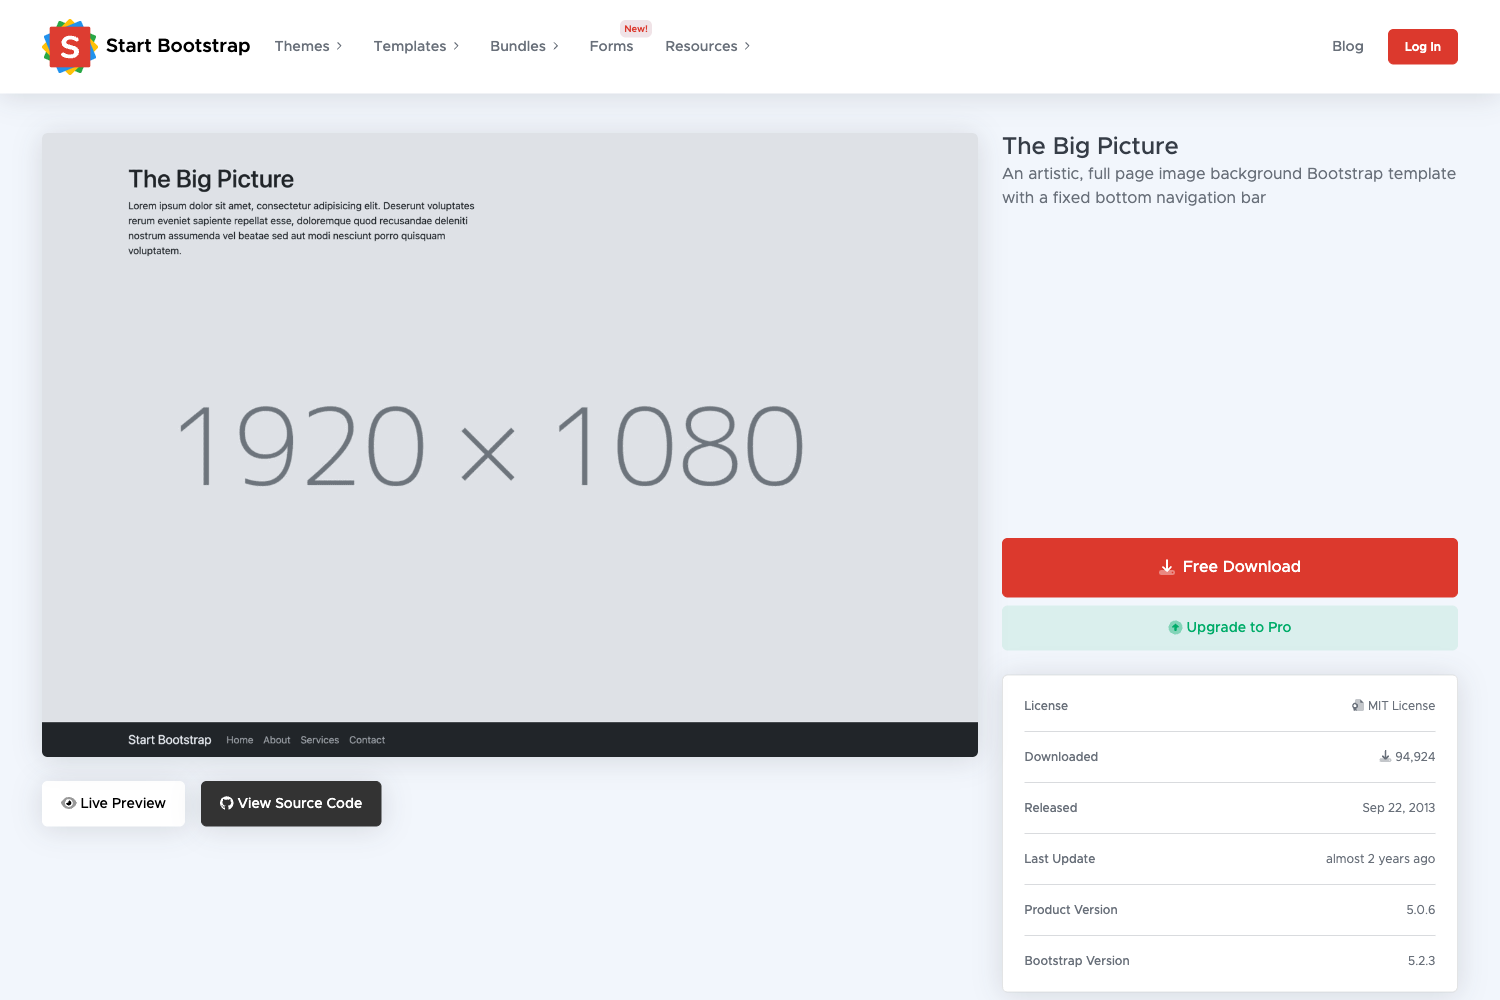 S
Start Bootstrap
Themes
Templates
Bundles
Forms
New!
Resources
Blog
Log In
The Big Picture
Lorem ipsum dolor sit amet, consectetur adipisicing elit. Deserunt voluptates
rerum eveniet sapiente repellat esse, doloremque quod recusandae deleniti
nostrum assumenda vel beatae sed aut modi nesciunt porro quisquam
voluptatem.
1920 × 1080
Start Bootstrap Home About Services Contact
Live Preview
View Source Code
The Big Picture
An artistic, full page image background Bootstrap template
with a fixed bottom navigation bar
Free Download
Upgrade to Pro
License MIT License
Downloaded 94,924
Released Sep 22, 2013
Last Update almost 2 years ago
Product Version 5.0.6
Bootstrap Version 5.2.3